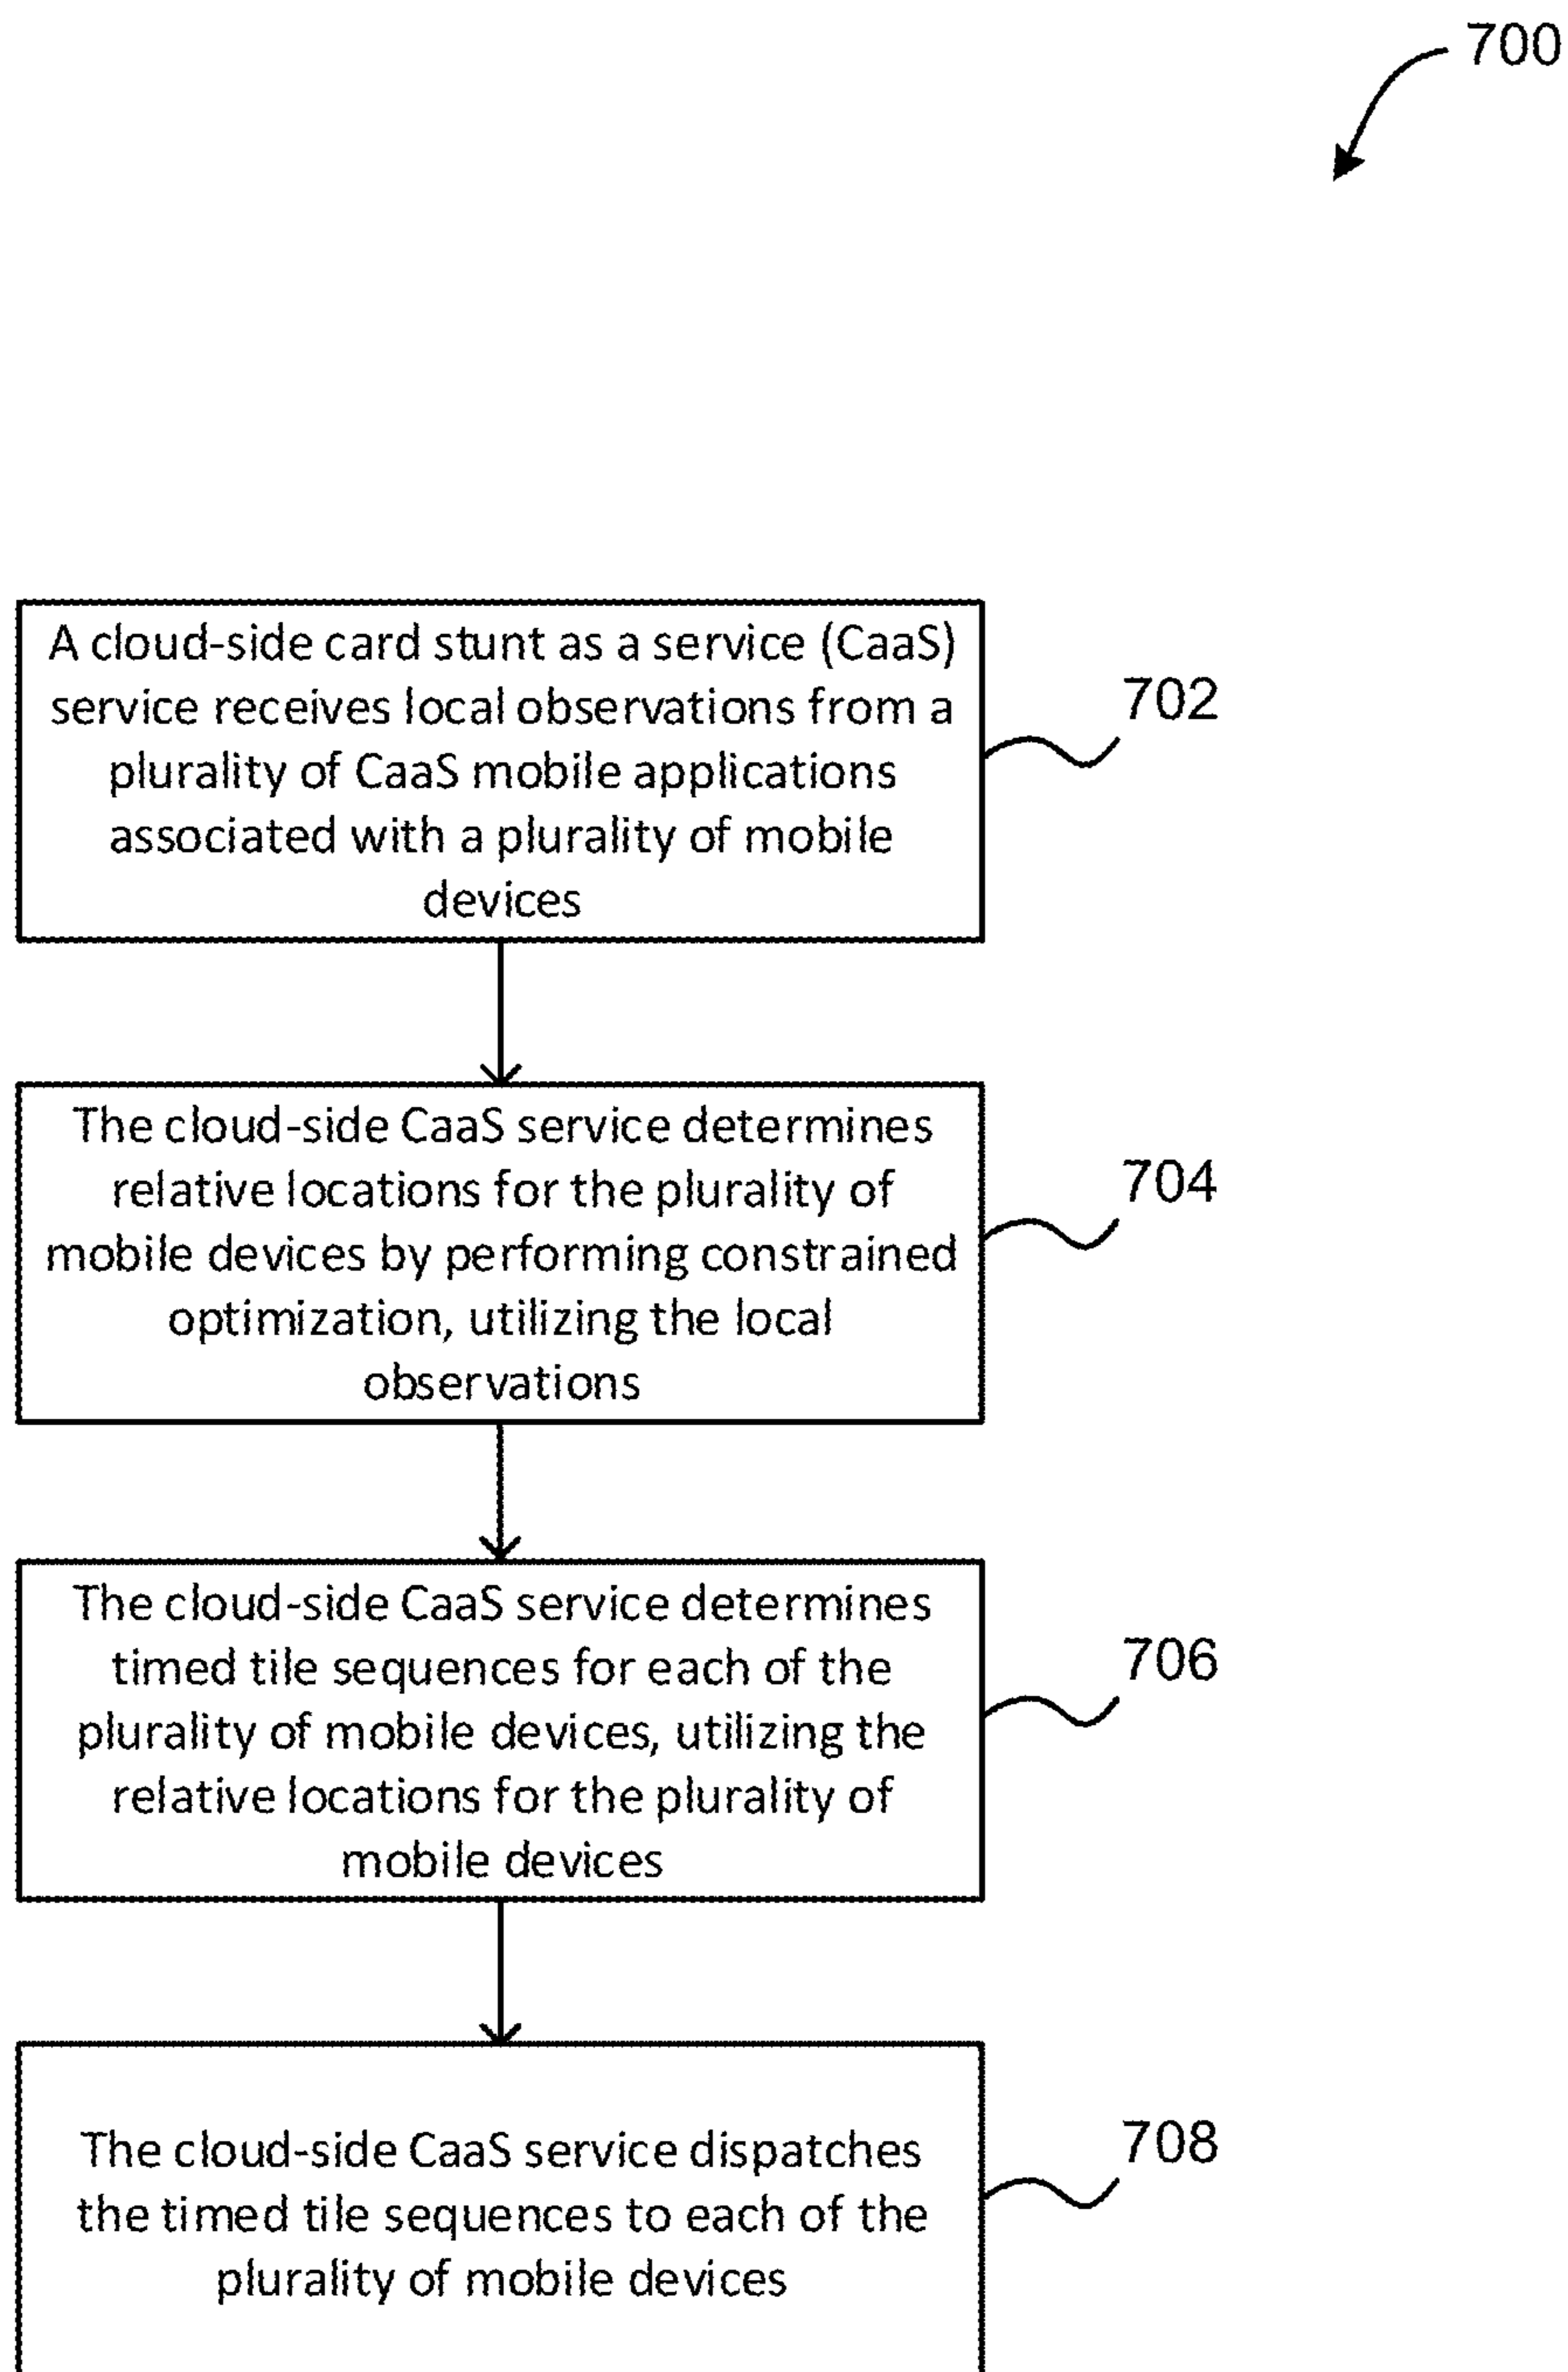 700
A cloud-side card stunt as a service (CaaS)
service receives local observations from a
plurality of CaaS mobile applications
associated with a plurality of mobile
devices
702
The cloud-side CaaS service determines
relative locations for the plurality of
mobile devices by performing constrained
optimization, utilizing the local
observations
704
The cloud-side CaaS service determines
timed tile sequences for each of the
plurality of mobile devices, utilizing the
relative locations for the plurality of
mobile devices
706
The cloud-side CaaS service dispatches
the timed tile sequences to each of the
plurality of mobile devices
708